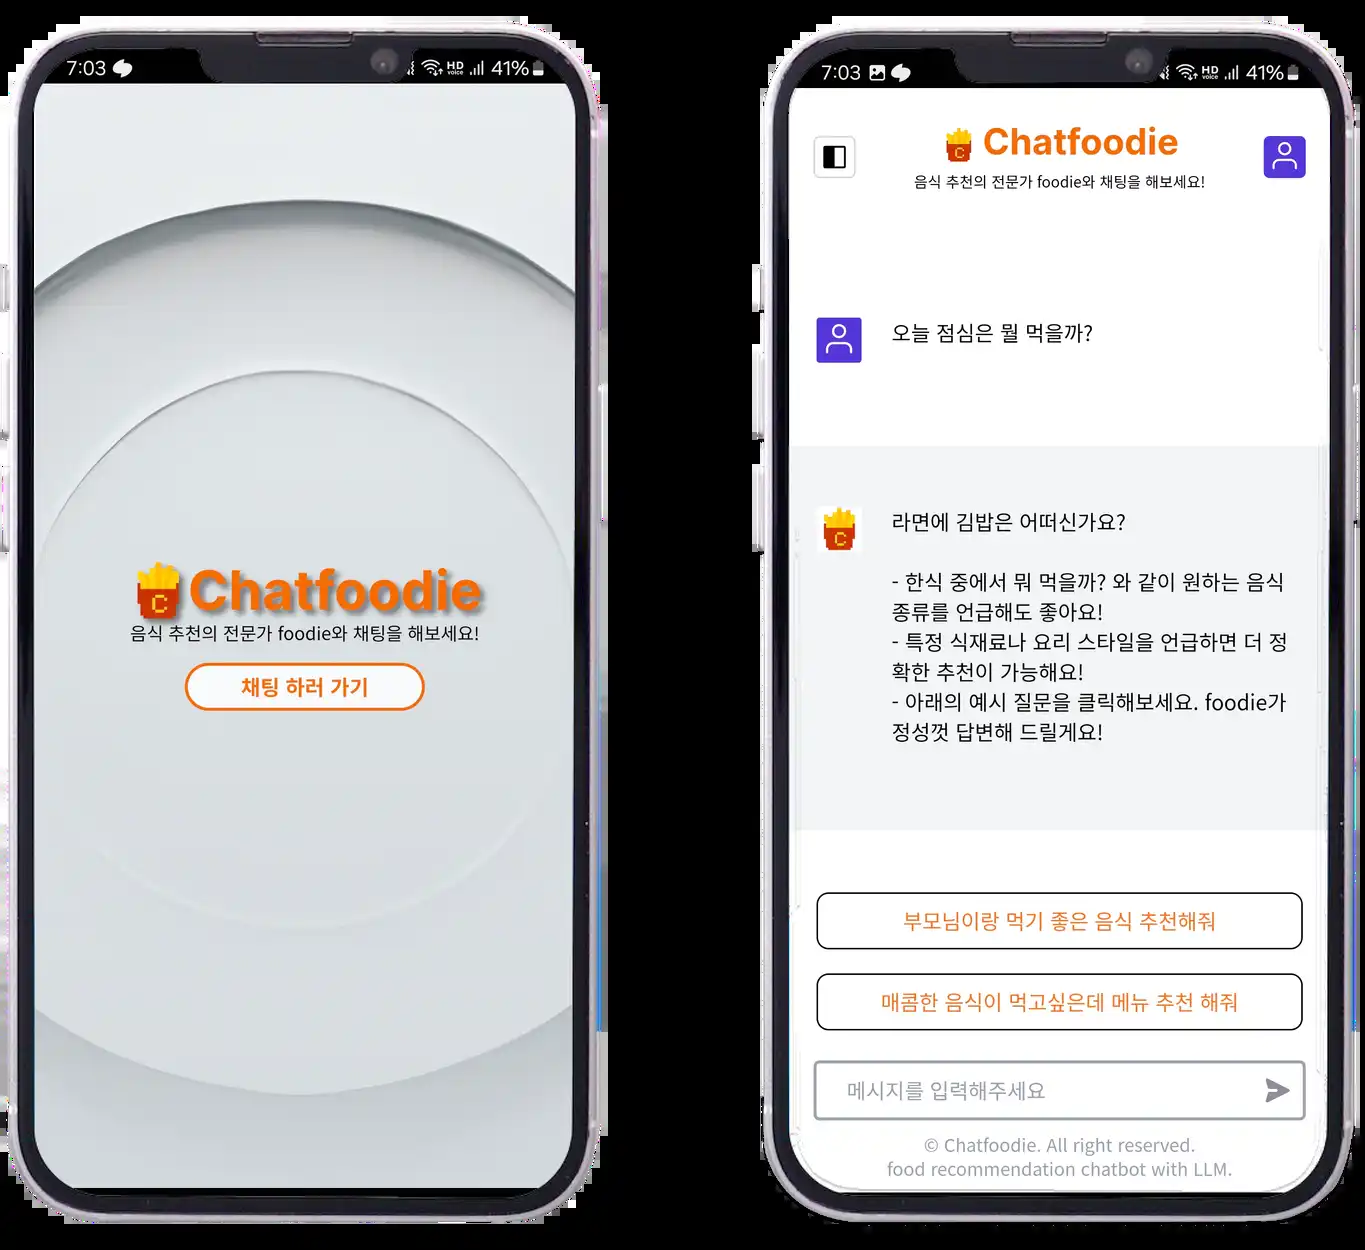 7:03
HD voice 41%
Chatfoodie
음식 추천의 전문가 foodie와 채팅을 해보세요!
채팅 하러 가기
7:03
HD voice 41%
Chatfoodie
음식 추천의 전문가 foodie와 채팅을 해보세요!
오늘 점심은 뭘 먹을까?
C
라면에 김밥은 어떠신가요?
- 한식 중에서 뭐 먹을까? 와 같이 원하는 음식
종류를 언급해도 좋아요!
- 특정 식재료나 요리 스타일을 언급하면 더 정
확한 추천이 가능해요!
- 아래의 예시 질문을 클릭해보세요. foodie가
정성껏 답변해 드릴게요!
부모님이랑 먹기 좋은 음식 추천해줘
매콤한 음식이 먹고싶은데 메뉴 추천 해줘
메시지를 입력해주세요
© Chatfoodie. All right reserved.
food recommendation chatbot with LLM.